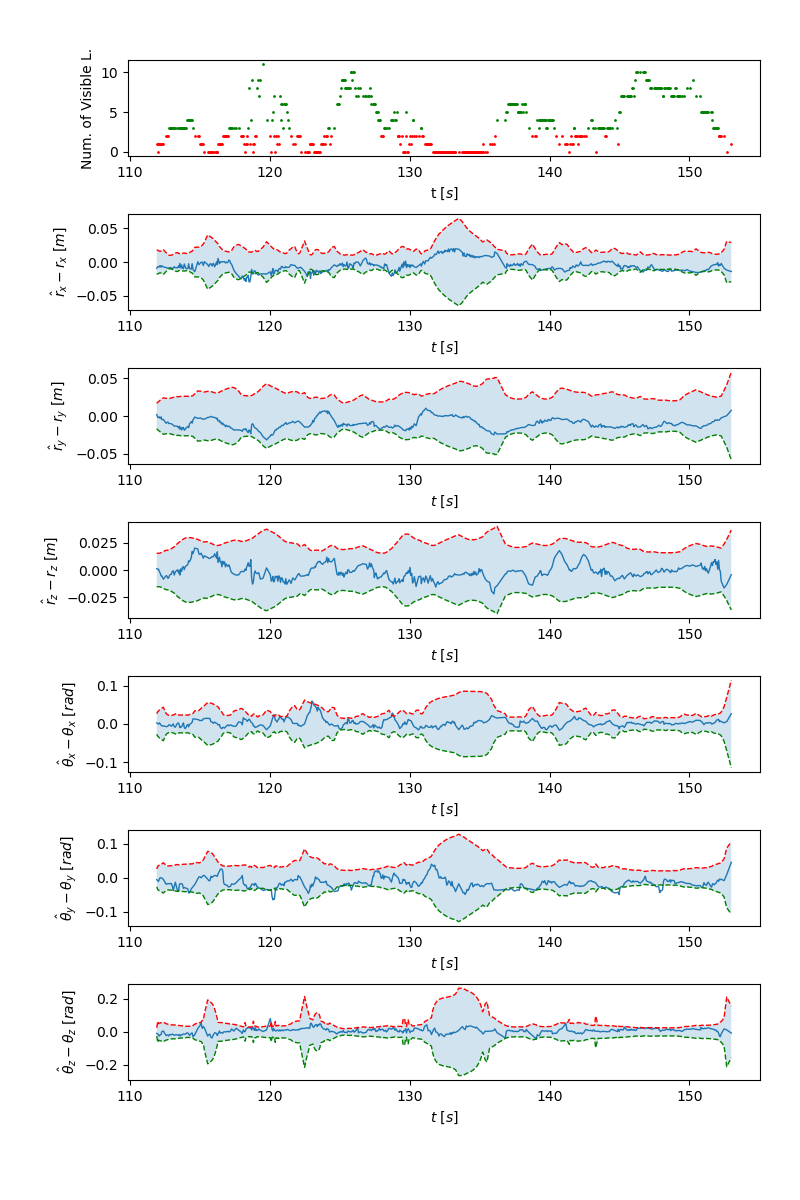 Num. of Visible L.
10
5
0
110 120 130 140 150
t [s]
r̂x − rx [m]
0.05
0.00
−0.05
110 120 130 140 150
t [s]
r̂y − ry [m]
0.05
0.00
−0.05
110 120 130 140 150
t [s]
r̂z − rz [m]
0.025
0.000
−0.025
110 120 130 140 150
t [s]
θ̂x − θx [rad]
0.1
0.0
−0.1
110 120 130 140 150
t [s]
θ̂y − θy [rad]
0.1
0.0
−0.1
110 120 130 140 150
t [s]
θ̂z − θz [rad]
0.2
0.0
−0.2
110 120 130 140 150
t [s]